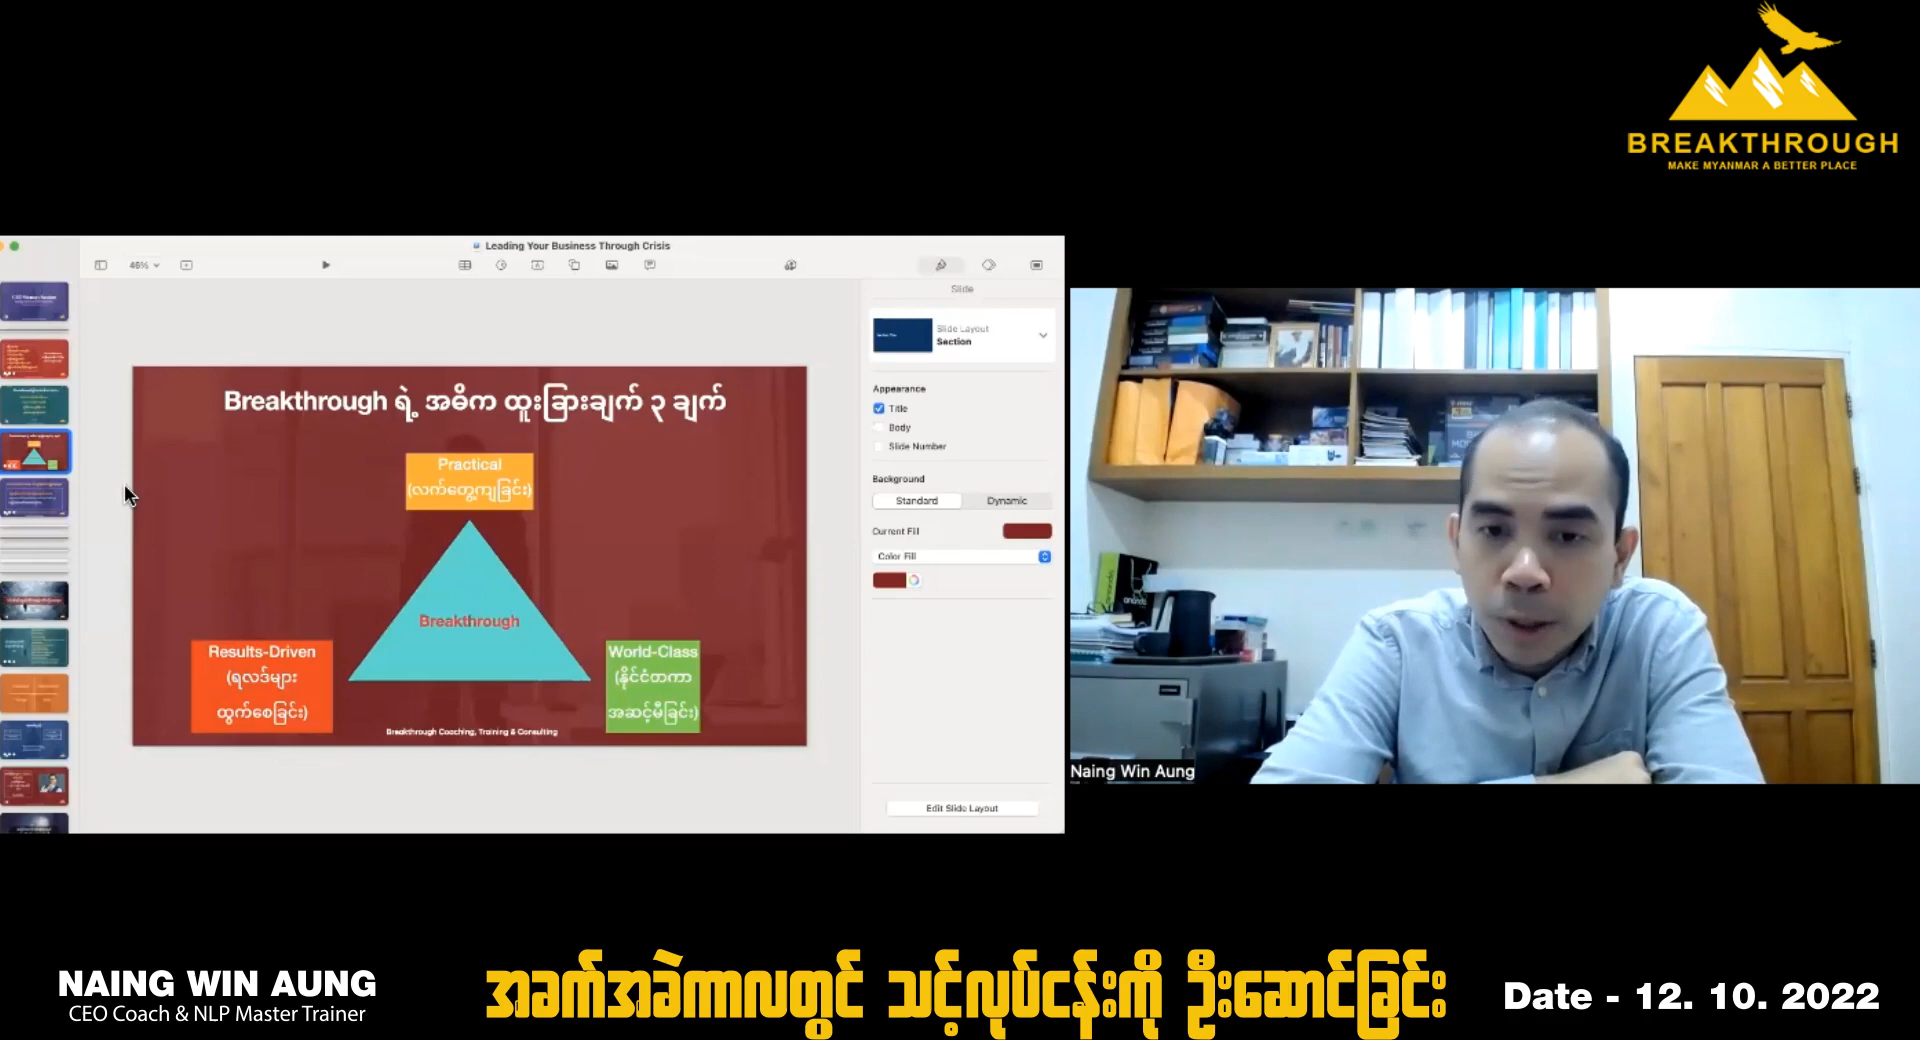 BREAKTHROUGH
MAKE MYANMAR A BETTER PLACE
Leading Your Business Through Crisis
46%
Slide
Slide Layout
Section
Breakthrough ရဲ့ အဓိက ထူးခြားချက် ၃ ချက်
Appearance
Title
Body
Slide Number
Practical
(လက်တွေ့ကျခြင်း)
Background
Standard
Dynamic
Current Fill
Color Fill
Breakthrough
Results-Driven
(ရလဒ်များ
ထွက်စေခြင်း)
World-Class
(နိုင်ငံတကာ
အဆင့်မီခြင်း)
Breakthrough Coaching, Training & Consulting
Edit Slide Layout
Naing Win Aung
NAING WIN AUNG
CEO Coach & NLP Master Trainer
အခက်အခဲကာလတွင် သင့်လုပ်ငန်းကို ဦးဆောင်ခြင်း
Date - 12. 10. 2022